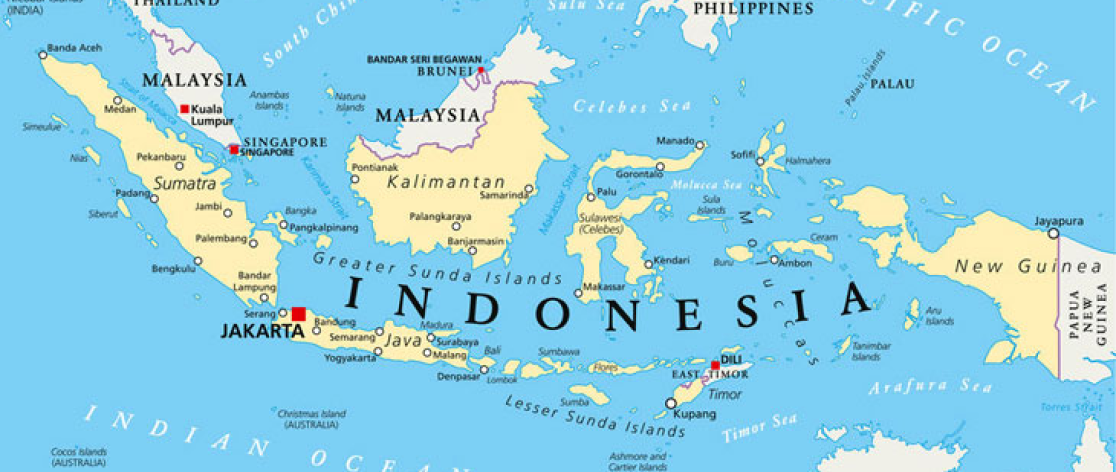 (INDIA)
THAILAND
South Chin
Sulu Sea
PHILIPPINES
CIFIC OCEAN
Banda Aceh
MALAYSIA
BANDAR SERI BEGAWAN
BRUNEI
Palau Islands
PALAU
Medan
Strait of Malacca
Kuala
Lumpur
Anambas
Islands
Natuna
Islands
MALAYSIA
Celebes Sea
Simeulue
SINGAPORE
SINGAPORE
Nias
Pekanbaru
Karimata Strait
Pontianak
Kalimantan
Samarinda
Makassar Strait
Manado
Gorontalo
Sofifi
Halmahera
Molucca Sea
Padang
Sumatra
Siberut
Jambi
Bangka
Pangkalpinang
Palangkaraya
Palu
Sulawesi
(Celebes)
Sula
Islands
Moluccas
Jayapura
Palembang
Banjarmasin
Kendari
Buru
Ambon
Ceram
New Guinea
Bengkulu
Greater Sunda Islands
Bandar
Lampung
Makassar
INDONESIA
PAPUA
NEW
GUINEA
Serang
JAKARTA
Bandung
Semarang
Java
Madura
Surabaya
Yogyakarta
Malang
Bali
Denpasar
Lombok
Sumbawa
Flores
Sumba
DILI
EAST TIMOR
Timor
Kupang
Aru
Islands
Tanimbar
Islands
Arafura Sea
Lesser Sunda Islands
Timor Sea
Torres Strait
INDIAN OCEAN
Christmas Island
(AUSTRALIA)
Cocos Islands
(AUSTRALIA)
Ashmore and
Cartier Islands